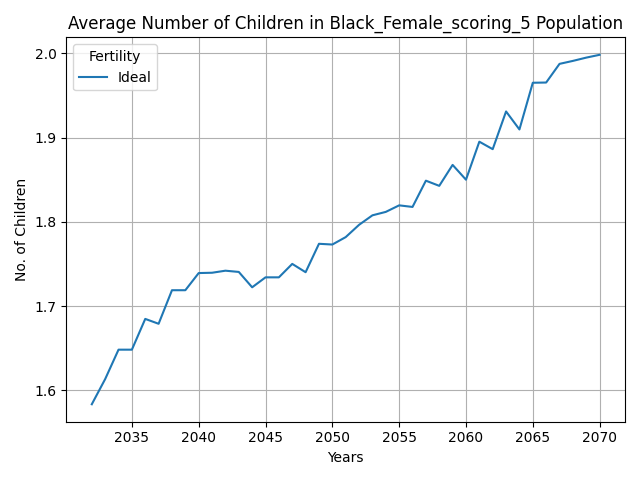 Average Number of Children in Black_Female_scoring_5 Population
Fertility
Ideal
No. of Children
2.0
1.9
1.8
1.7
1.6
2035 2040 2045 2050 2055 2060 2065 2070
Years